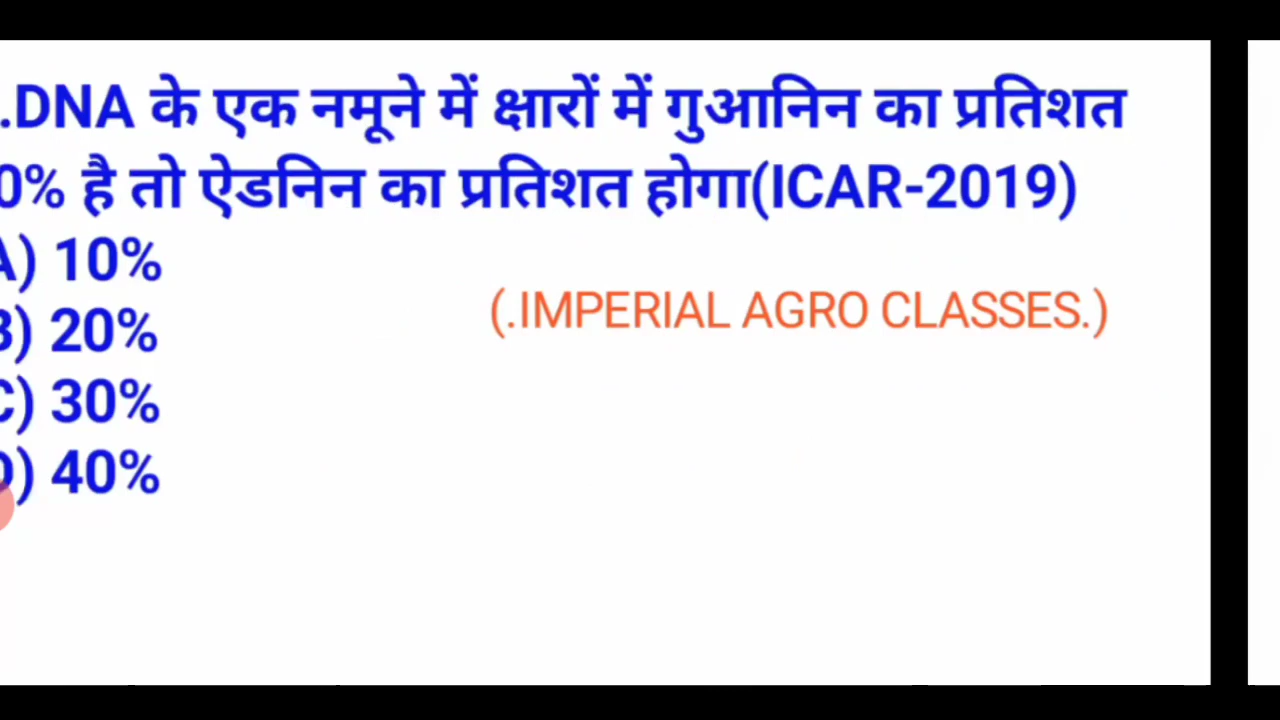 .DNA के एक नमूने में क्षारों में गुआनिन का प्रतिशत
0% है तो ऐडनिन का प्रतिशत होगा(ICAR-2019)
A) 10%
B) 20%
C) 30%
D) 40%
(.IMPERIAL AGRO CLASSES.)